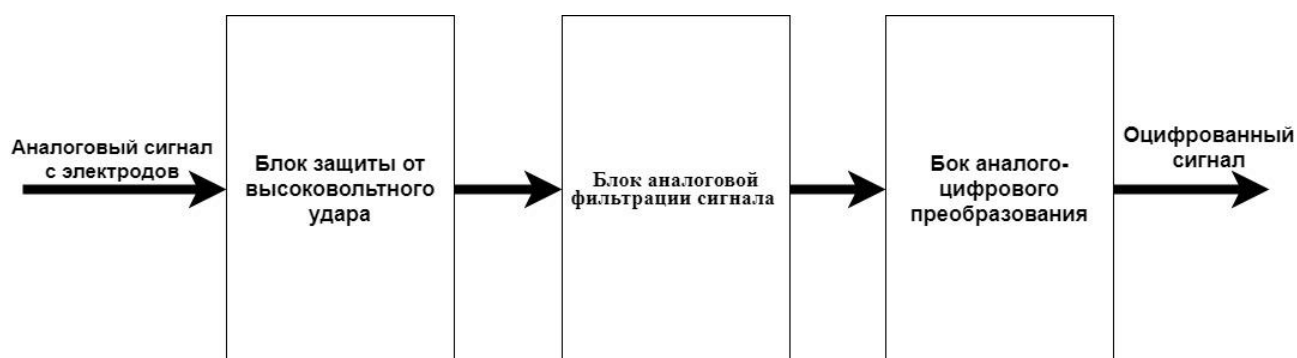 Аналоговый сигнал
с электродов
Блок защиты от
высоковольтного
удара
Блок аналоговой
фильтрации сигнала
Бок аналого-
цифрового
преобразования
Оцифрованный
сигнал